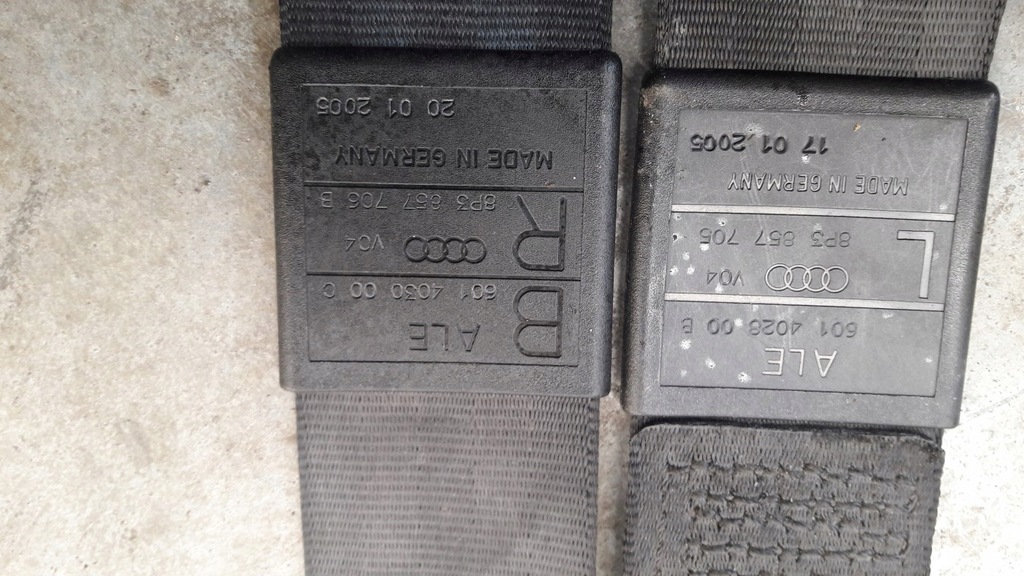 ALE
601 4028 00 B
L
V04
8P3 857 705
MADE IN GERMANY
17 01 2005
B
ALE
601 4030 00 C
R
V04
8P3 857 706 B
MADE IN GERMANY
20 01 2005